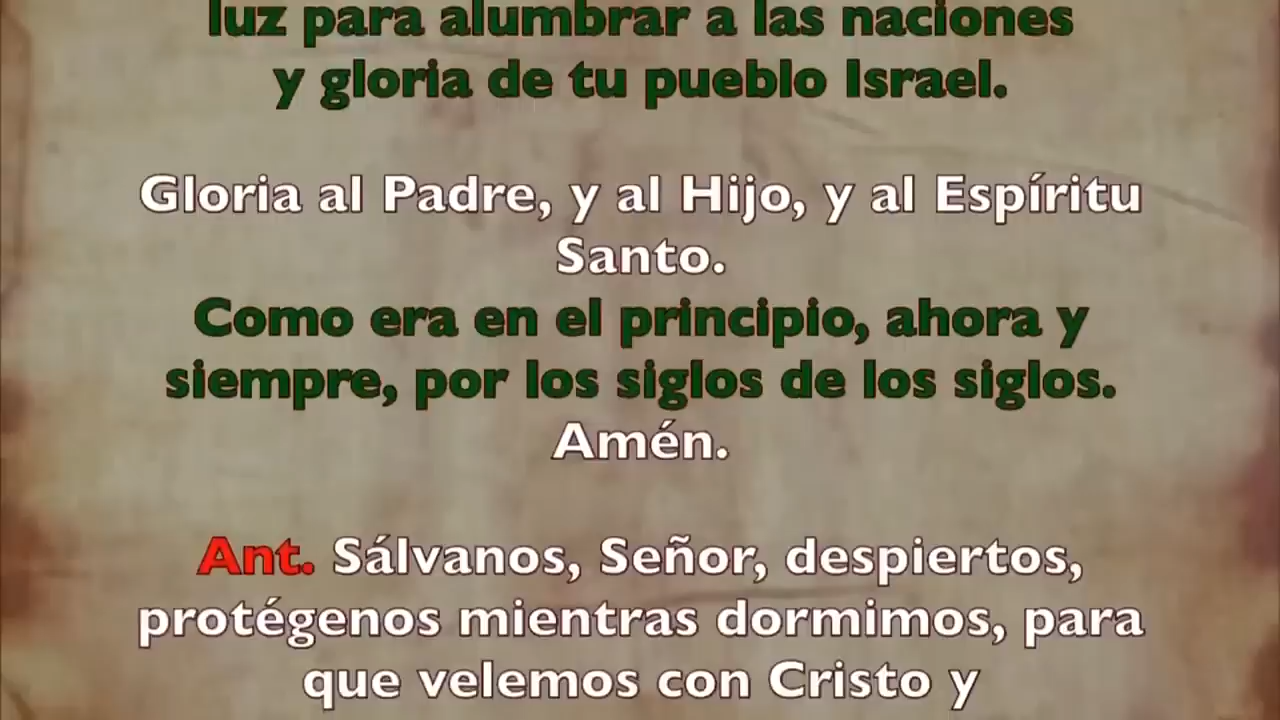 luz para alumbrar a las naciones
y gloria de tu pueblo Israel.
Gloria al Padre, y al Hijo, y al Espíritu
Santo.
Como era en el principio, ahora y
siempre, por los siglos de los siglos.
Amén.
Ant. Sálvanos, Señor, despiertos,
protégenos mientras dormimos, para
que velemos con Cristo y